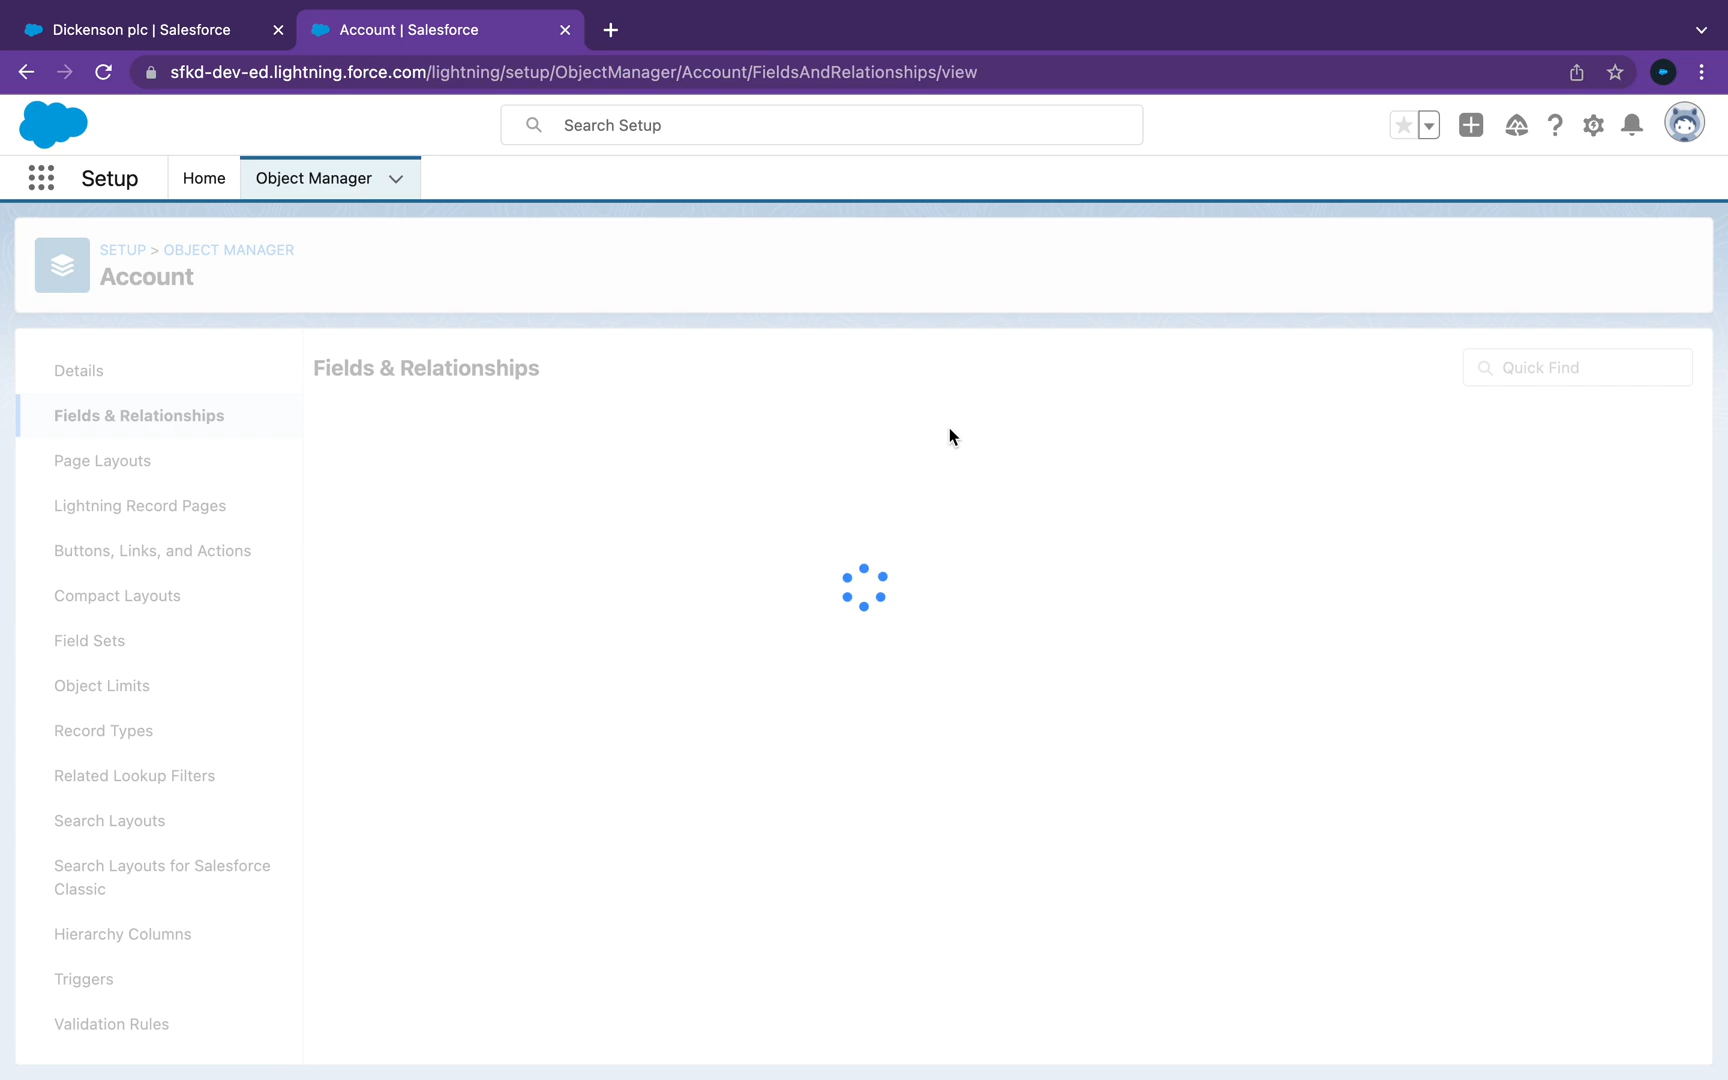 Dickenson plc | Salesforce
Account | Salesforce
sfkd-dev-ed.lightning.force.com/lightning/setup/ObjectManager/Account/FieldsAndRelationships/view
Search Setup
Setup
Home
Object Manager
SETUP > OBJECT MANAGER
Account
Details
Fields & Relationships
Page Layouts
Lightning Record Pages
Buttons, Links, and Actions
Compact Layouts
Field Sets
Object Limits
Record Types
Related Lookup Filters
Search Layouts
Search Layouts for Salesforce
Classic
Hierarchy Columns
Triggers
Validation Rules
Fields & Relationships
Quick Find